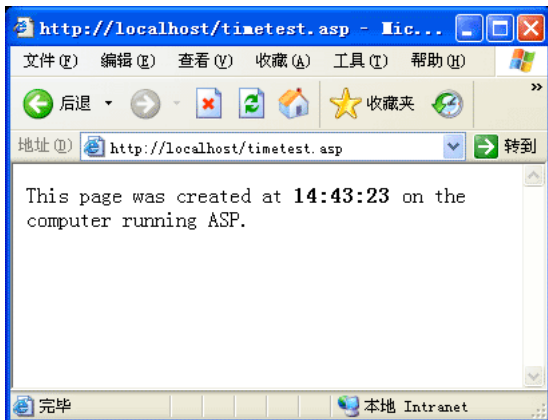 http://localhost/timetest.asp - Mic...
文件(F) 编辑(E) 查看(V) 收藏(A) 工具(T) 帮助(H)
后退 收藏夹 »
地址(D) http://localhost/timetest.asp 转到
This page was created at 14:43:23 on the
computer running ASP.
完毕 本地 Intranet